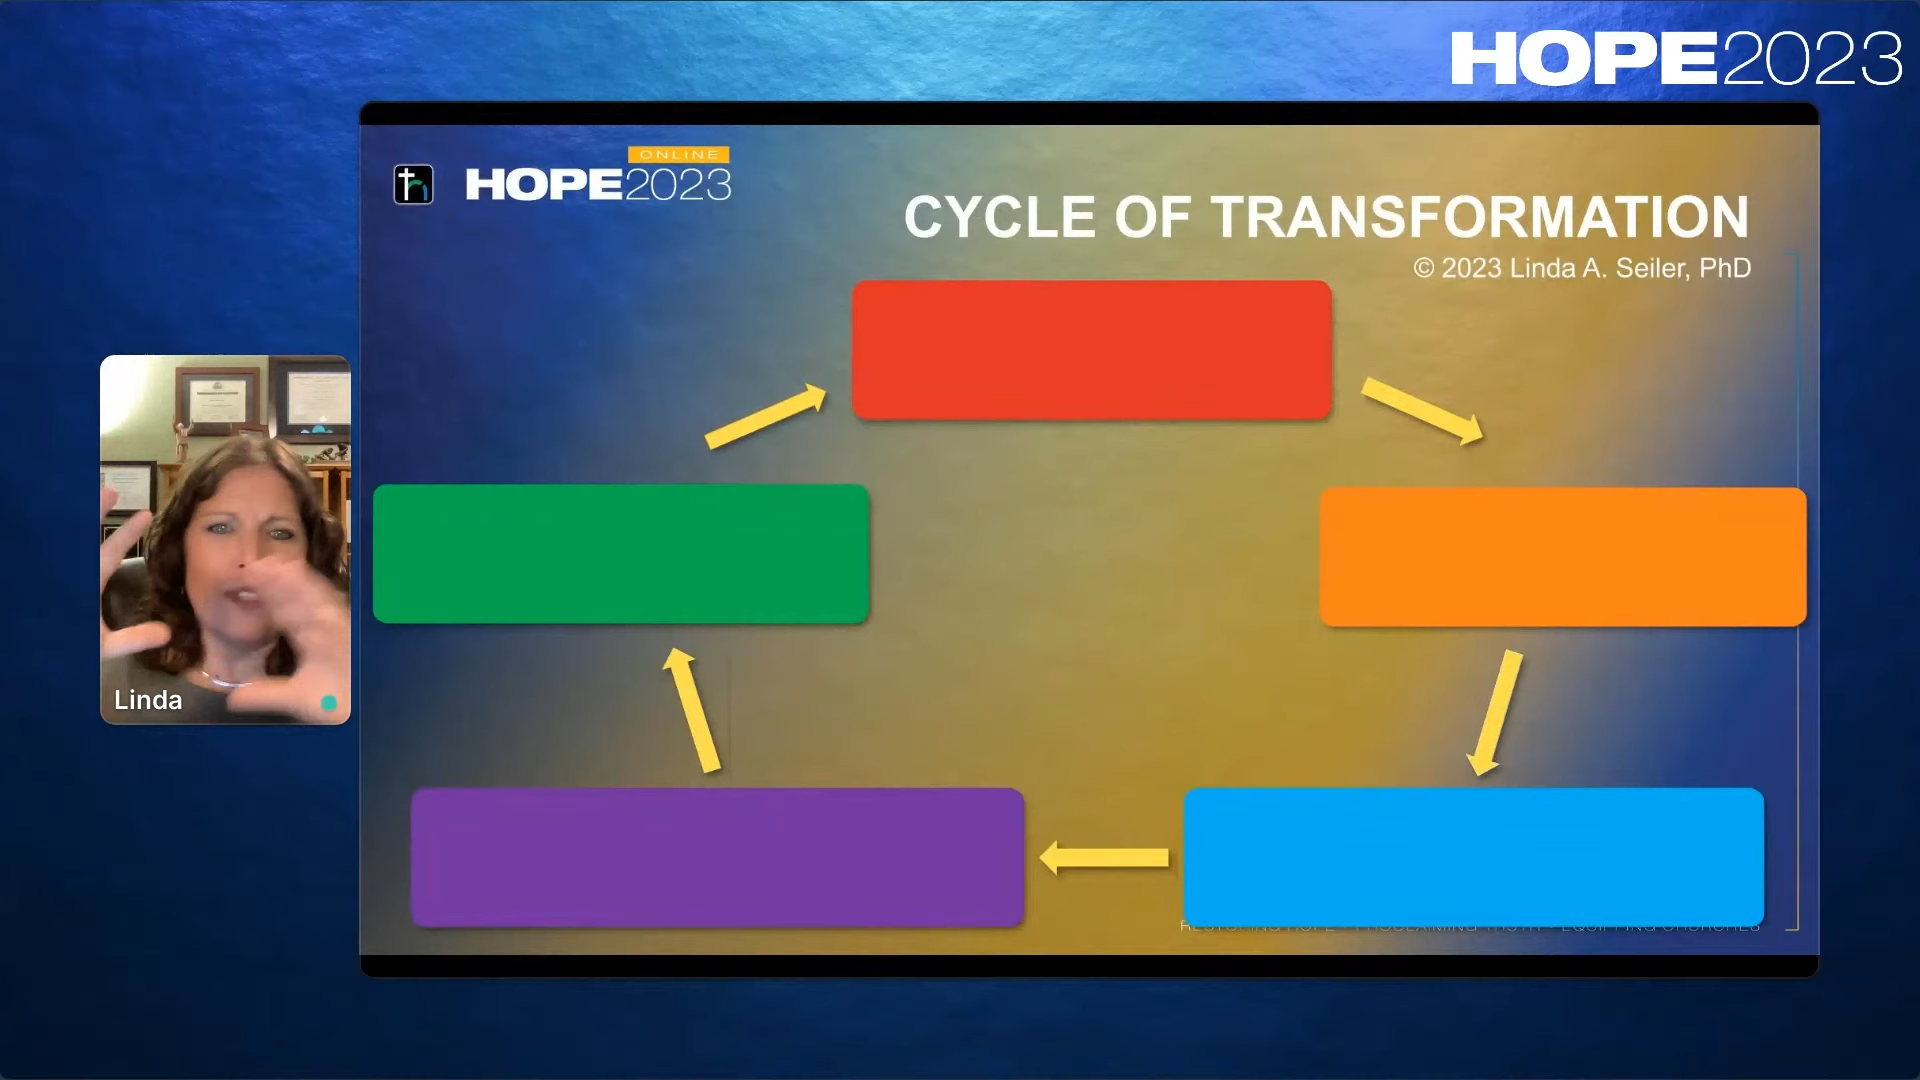 HOPE2023
ONLINE
HOPE2023
CYCLE OF TRANSFORMATION
© 2023 Linda A. Seiler, PhD
Linda